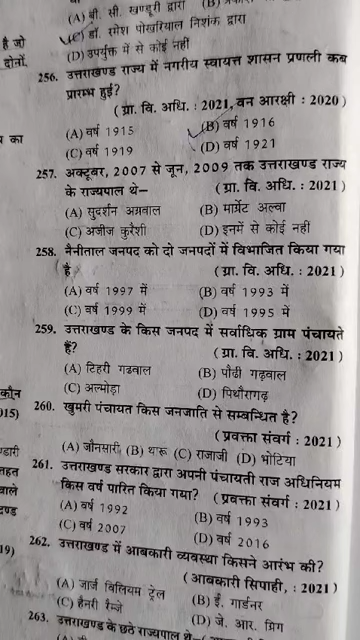 (A) बी. सी. खण्डूरी द्वारा (B)
(C) डॉ. रमेश पोखरियाल निशंक द्वारा
है जो
(D) उपर्युक्त में से कोई नहीं
दोनों
256. उत्तराखण्ड राज्य में नगरीय स्वायत्त शासन प्रणली कब
प्रारम्भ हुई?
(ग्रा. वि. अधि. : 2021, वन आरक्षी : 2020)
(A) वर्ष 1915 (B) वर्ष 1916
का
(C) वर्ष 1919 (D) वर्ष 1921
257. अक्टूबर, 2007 से जून, 2009 तक उत्तराखण्ड राज्य
के राज्यपाल थे– (ग्रा. वि. अधि. : 2021)
(A) सुदर्शन अग्रवाल (B) मार्ग्रेट अल्वा
(C) अजीज कुरैशी (D) इनमें से कोई नहीं
258. नैनीताल जनपद को दो जनपदों में विभाजित किया गया
है (ग्रा. वि. अधि. : 2021)
(A) वर्ष 1997 में (B) वर्ष 1993 में
(C) वर्ष 1999 में (D) वर्ष 1995 में
259. उत्तराखण्ड के किस जनपद में सर्वाधिक ग्राम पंचायते
हैं? (ग्रा. वि. अधि. : 2021)
(A) टिहरी गढवाल (B) पौढी गढ़वाल
(C) अल्मोड़ा (D) पिथौरागढ़
कौन
015)
260. खुमरी पंचायत किस जनजाति से सम्बन्धित है?
(प्रवक्ता संवर्ग : 2021)
(A) जौनसारी (B) थारू (C) राजाजी (D) भोटिया
261. उत्तराखण्ड सरकार द्वारा अपनी पंचायती राज अधिनियम
तहत
किस वर्ष पारित किया गया? (प्रवक्ता संवर्ग : 2021)
वाले
(A) वर्ष 1992 (B) वर्ष 1993
(C) वर्ष 2007 (D) वर्ष 2016
19)
262. उत्तराखण्ड में आबकारी व्यवस्था किसने आरंभ की?
(आबकारी सिपाही, : 2021)
(A) जार्ज विलियम ट्रेल (B) ई. गार्डनर
(C) हैनरी रैम्जे (D) जे. आर. ग्रिग
263. उत्तराखण्ड के छठे राज्यपाल थे–